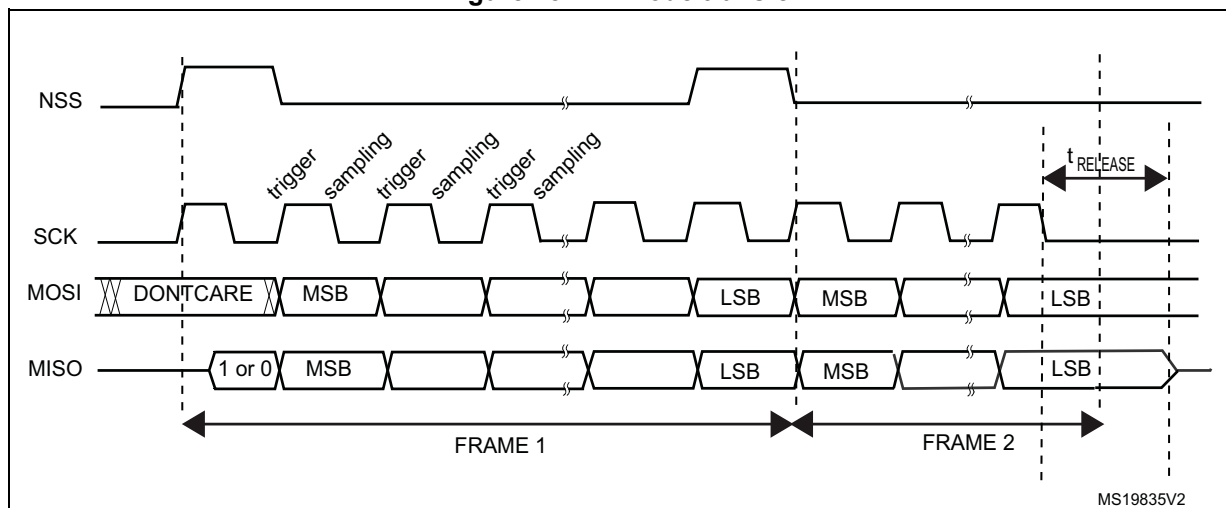 NSS
trigger
sampling
trigger
sampling
trigger
sampling
t RELEASE
SCK
MOSI
DONTCARE
MSB
LSB
MSB
LSB
MISO
1 or 0
MSB
LSB
MSB
LSB
FRAME 1
FRAME 2
MS19835V2